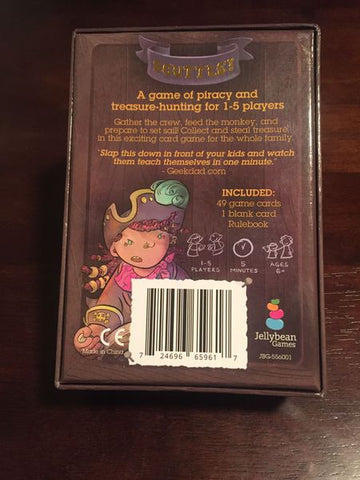 SCUTTLE!
A game of piracy and
treasure-hunting for 1-5 players
Gather the crew, feed the monkey, and
prepare to set sail! Collect and steal treasure
in this exciting card game for the whole family.
"Slap this down in front of your kids and watch
them teach themselves in one minute."
- Geekdad.com
INCLUDED:
49 game cards
1 blank card
Rulebook
1-5
PLAYERS
5
MINUTES
AGES
6+
CE
Made in China
7 24696 65961 7
Jellybean
Games
JBG-556001